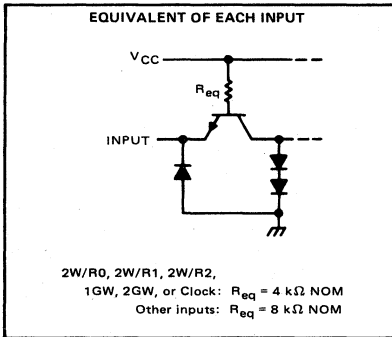 EQUIVALENT OF EACH INPUT
VCC
Req
INPUT
2W/R0, 2W/R1, 2W/R2,
1GW, 2GW, or Clock: Req = 4 kΩ NOM
Other inputs: Req = 8 kΩ NOM